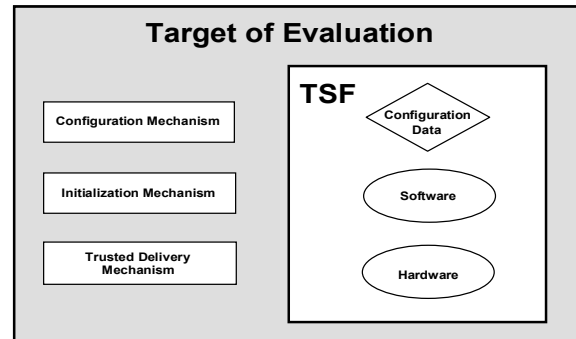 Target of Evaluation
Configuration Mechanism
Initialization Mechanism
Trusted Delivery
Mechanism
TSF
Configuration
Data
Software
Hardware